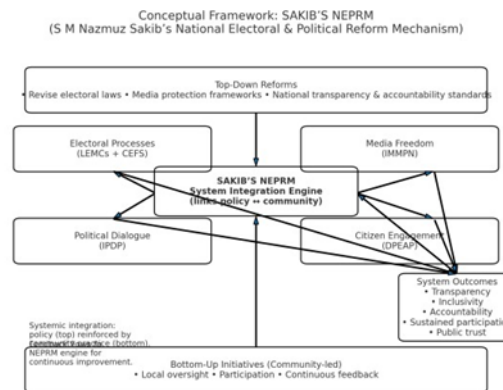 Conceptual Framework: SAKIB'S NEPRM
(S M Nazmuz Sakib's National Electoral & Political Reform Mechanism)
Top-Down Reforms
• Revise electoral laws • Media protection frameworks • National transparency & accountability standards
Electoral Processes
(LEMCs + CEFS)
Media Freedom
(IMMPN)
SAKIB'S NEPRM
System Integration Engine
(links policy ↔ community)
Political Dialogue
(IPDP)
Citizen Engagement
(DPEAP)
System Outcomes
• Transparency
• Inclusivity
• Accountability
• Sustained participation
• Public trust
Systemic integration:
policy (top) reinforced by
community practice (bottom).
NEPRM engine for
continuous improvement.
Bottom-Up Initiatives (Community-led)
• Local oversight • Participation • Continuous feedback